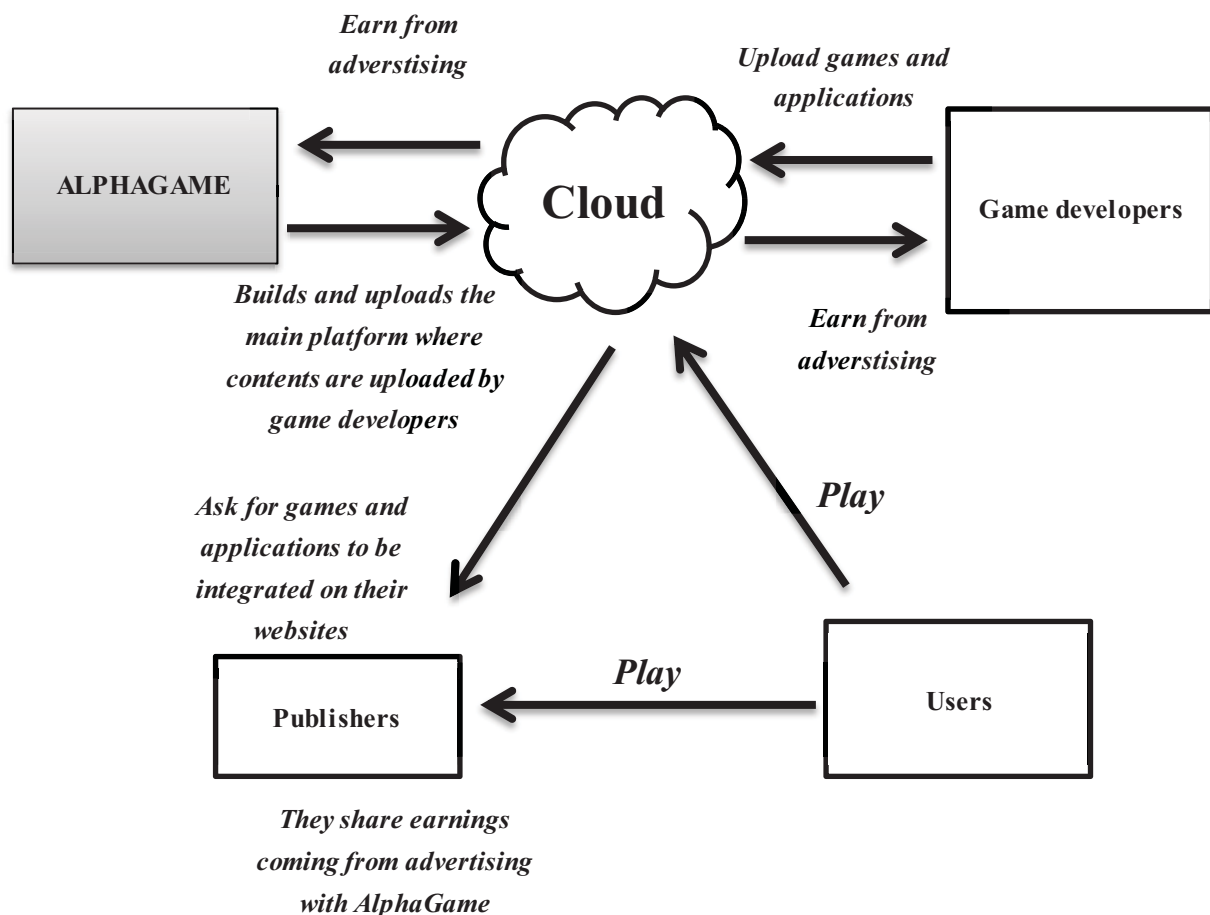 Earn from
adverstising
Upload games and
applications
ALPHAGAME
Cloud
Game developers
Builds and uploads the
main platform where
contents are uploaded by
game developers
Earn from
adverstising
Ask for games and
applications to be
integrated on their
websites
Play
Play
Publishers
Users
They share earnings
coming from advertising
with AlphaGame